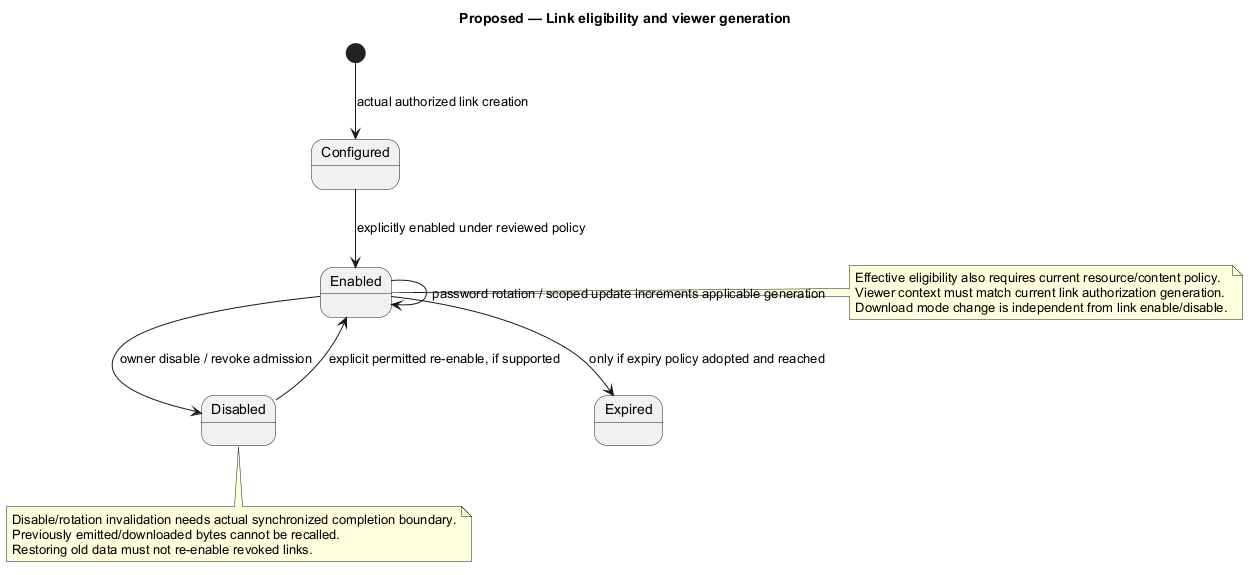 Proposed — Link eligibility and viewer generation
actual authorized link creation
Configured
explicitly enabled under reviewed policy
Enabled
password rotation / scoped update increments applicable generation
Effective eligibility also requires current resource/content policy.
Viewer context must match current link authorization generation.
Download mode change is independent from link enable/disable.
owner disable / revoke admission
explicit permitted re-enable, if supported
only if expiry policy adopted and reached
Disabled
Expired
Disable/rotation invalidation needs actual synchronized completion boundary.
Previously emitted/downloaded bytes cannot be recalled.
Restoring old data must not re-enable revoked links.